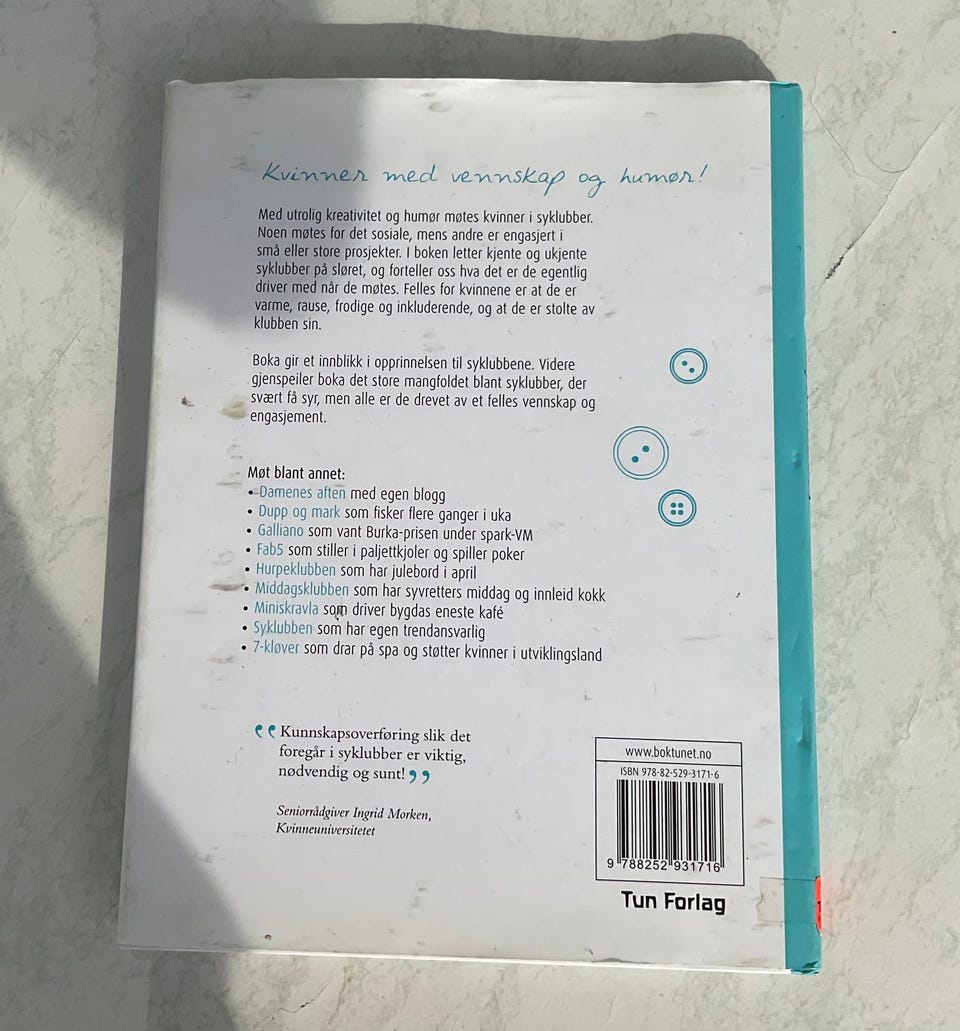 Kvinner med vennskap og humør!
Med utrolig kreativitet og humør møtes kvinner i syklubber.
Noen møtes for det sosiale, mens andre er engasjert i
små eller store prosjekter. I boken letter kjente og ukjente
syklubber på sløret, og forteller oss hva det er de egentlig
driver med når de møtes. Felles for kvinnene er at de er
varme, rause, frodige og inkluderende, og at de er stolte av
klubben sin.
Boka gir et innblikk i opprinnelsen til syklubbene. Videre
gjenspeiler boka det store mangfoldet blant syklubber, der
svært få syr, men alle er de drevet av et felles vennskap og
engasjement.
Møt blant annet:
• Damenes aften med egen blogg
• Dupp og mark som fisker flere ganger i uka
• Galliano som vant Burka-prisen under spark-VM
• Fab5 som stiller i paljettkjoler og spiller poker
• Hurpeklubben som har julebord i april
• Middagsklubben som har syvretters middag og innleid kokk
• Miniskravla som driver bygdas eneste kafé
• Syklubben som har egen trendansvarlig
• 7-kløver som drar på spa og støtter kvinner i utviklingsland
“Kunnskapsoverføring slik det
foregår i syklubber er viktig,
nødvendig og sunt!”
Seniorrådgiver Ingrid Morken,
Kvinneuniversitetet
www.boktunet.no
ISBN 978-82-529-3171-6
9 788252 931716
Tun Forlag